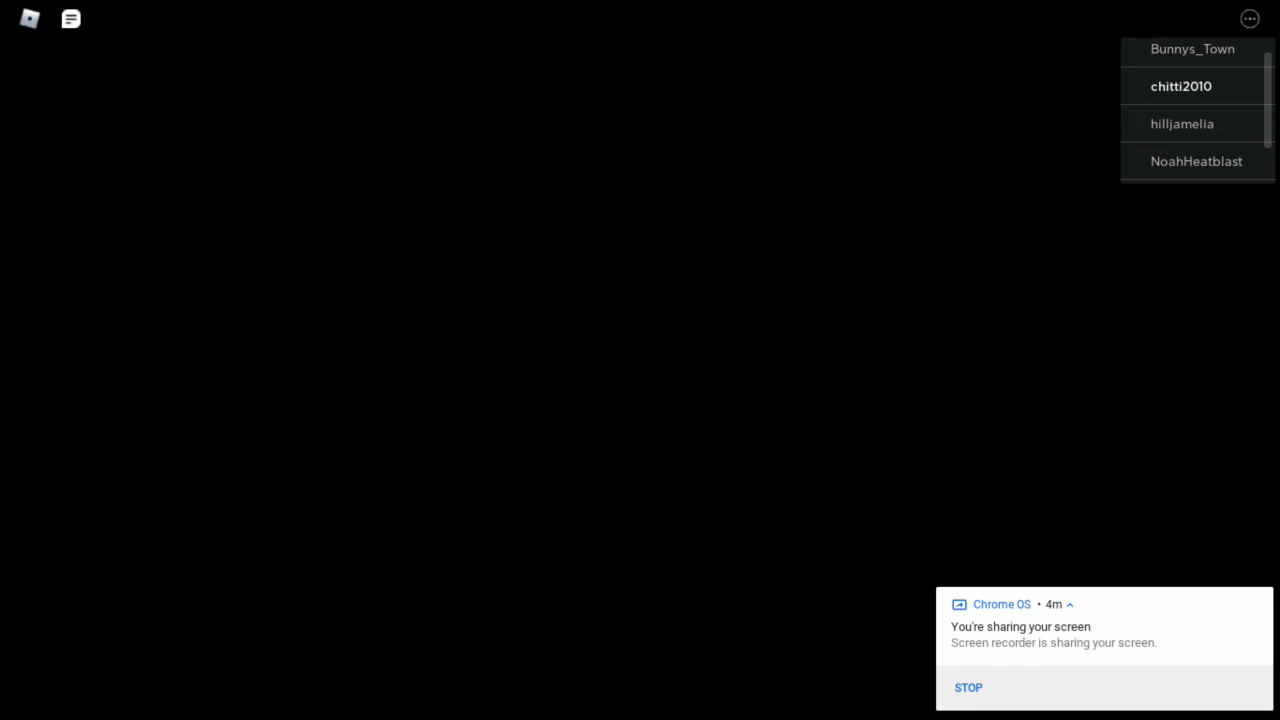 Bunnys_Town
chitti2010
hilljamelia
NoahHeatblast
Chrome OS • 4m
You're sharing your screen
Screen recorder is sharing your screen.
STOP